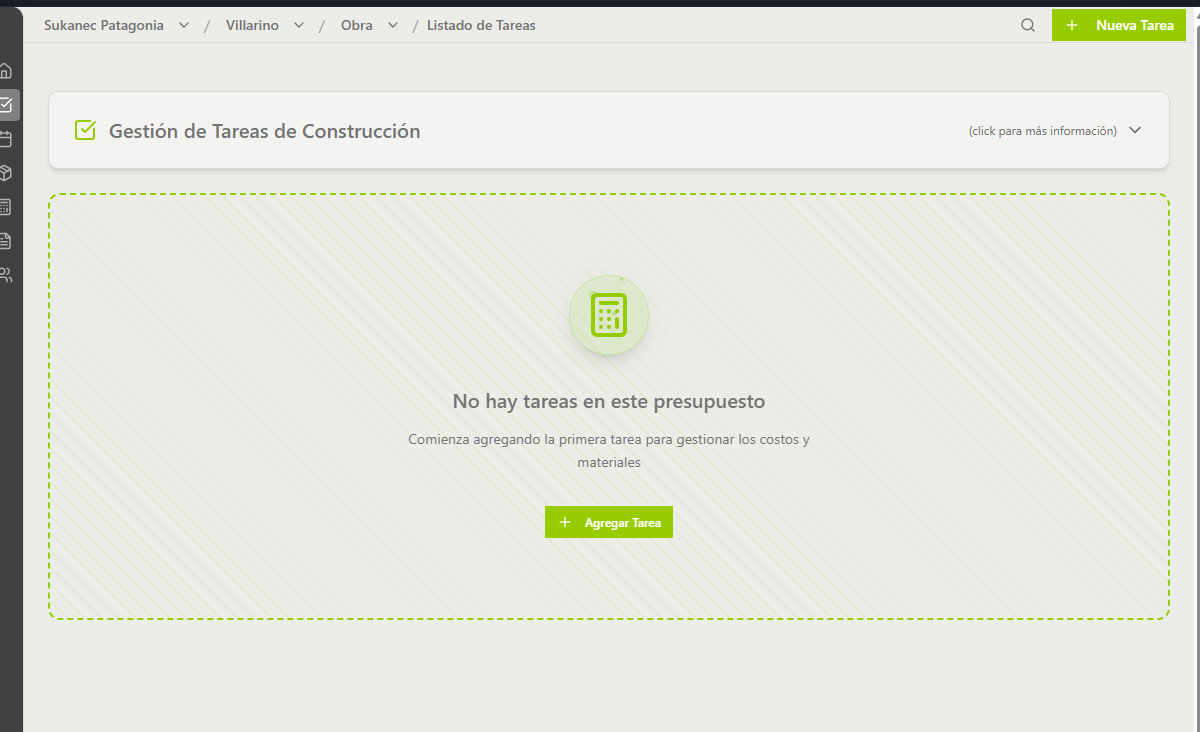 Sukanec Patagonia / Villarino / Obra / Listado de Tareas
+ Nueva Tarea
Gestión de Tareas de Construcción
(click para más información)
No hay tareas en este presupuesto
Comienza agregando la primera tarea para gestionar los costos y
materiales
+ Agregar Tarea